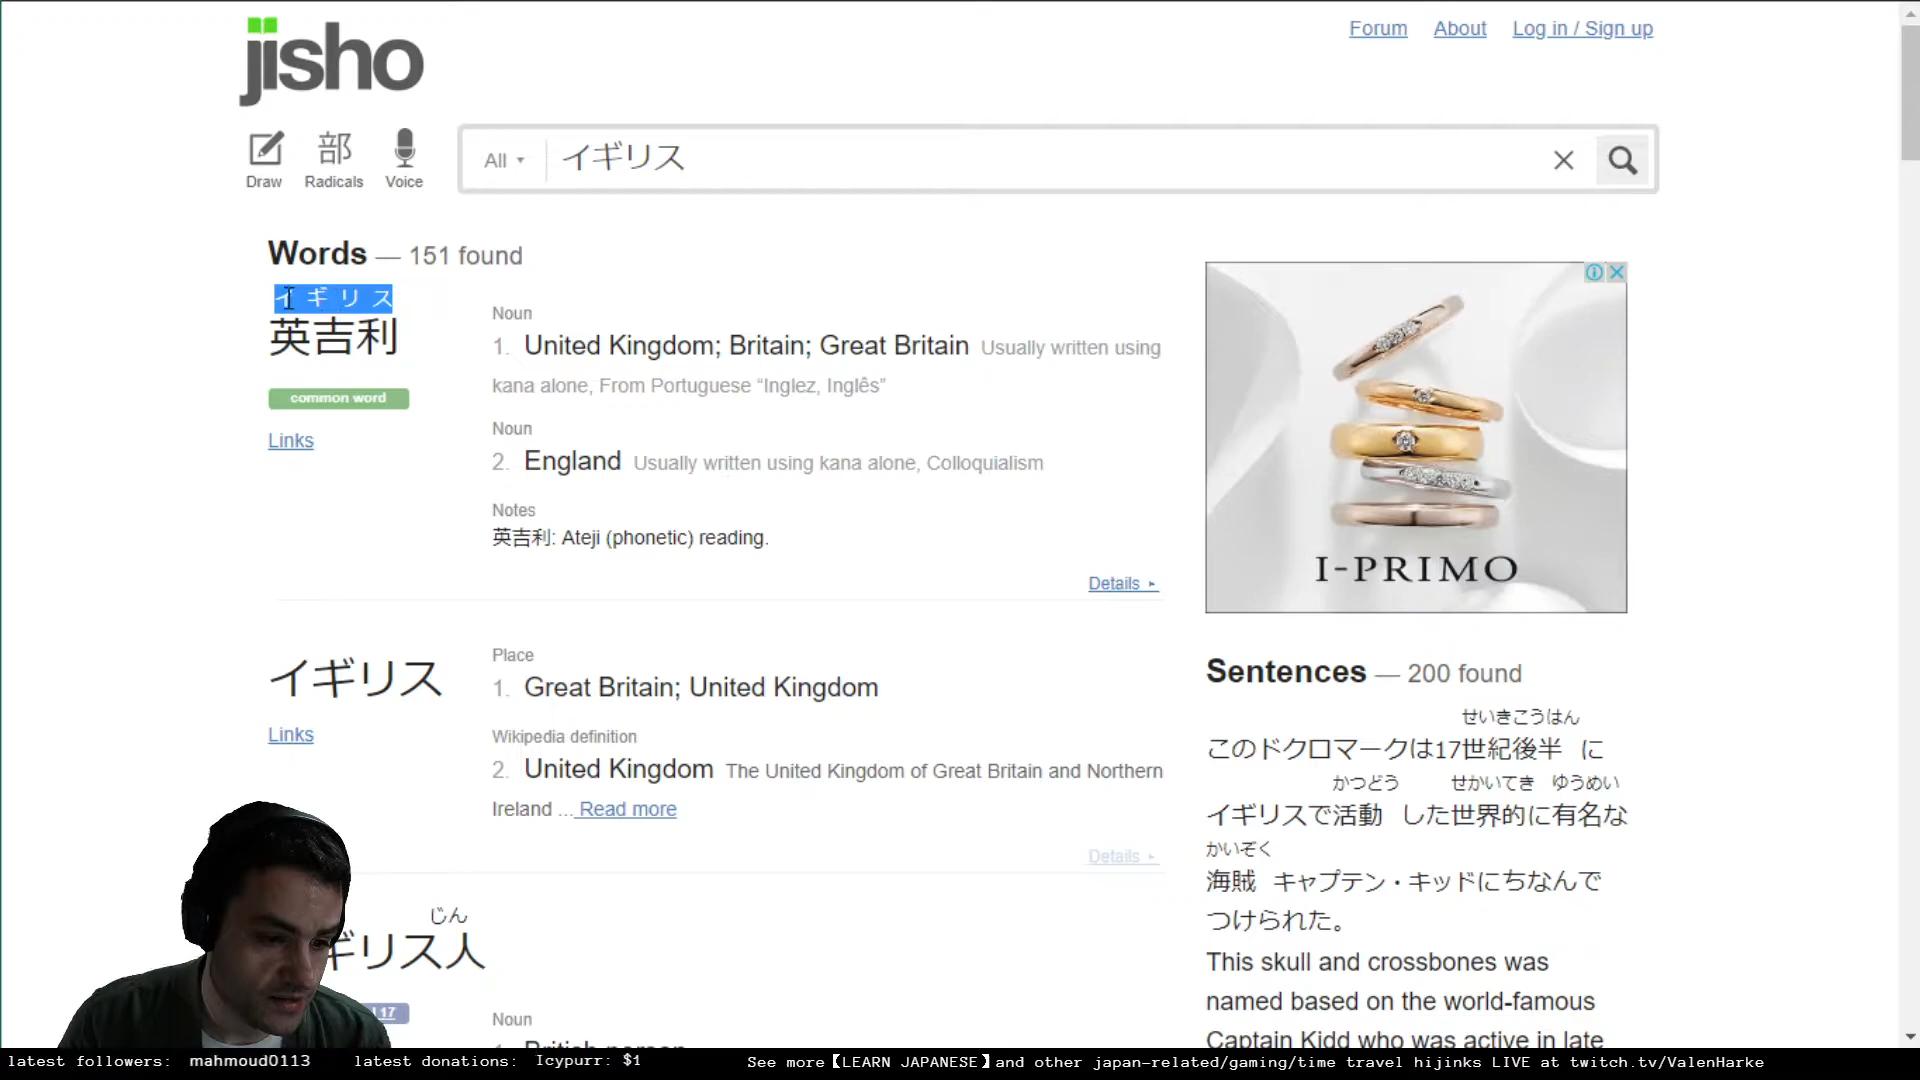 jisho
Forum About Log in / Sign up
Draw 部 Radicals Voice
All イギリス
Words — 151 found
イギリス
英吉利
common word
Links
Noun
1. United Kingdom; Britain; Great Britain Usually written using
kana alone, From Portuguese “Inglez, Inglês”
Noun
2. England Usually written using kana alone, Colloquialism
Notes
英吉利: Ateji (phonetic) reading.
Details
イギリス
Links
Place
1. Great Britain; United Kingdom
Wikipedia definition
2. United Kingdom The United Kingdom of Great Britain and Northern
Ireland ... Read more
Details
じん
ギリス人
17
Noun
I-PRIMO
Sentences — 200 found
せいきこうはん
このドクロマークは17世紀後半 に
かつどう せかいてき ゆうめい
イギリスで活動 した世界的に有名な
かいぞく
海賊 キャプテン・キッドにちなんで
つけられた。
This skull and crossbones was
named based on the world-famous
Captain Kidd who was active in late
latest followers: mahmoud0113 latest donations: Icypurr: $1 See more【LEARN JAPANESE】and other japan-related/gaming/time travel hijinks LIVE at twitch.tv/ValenHarke